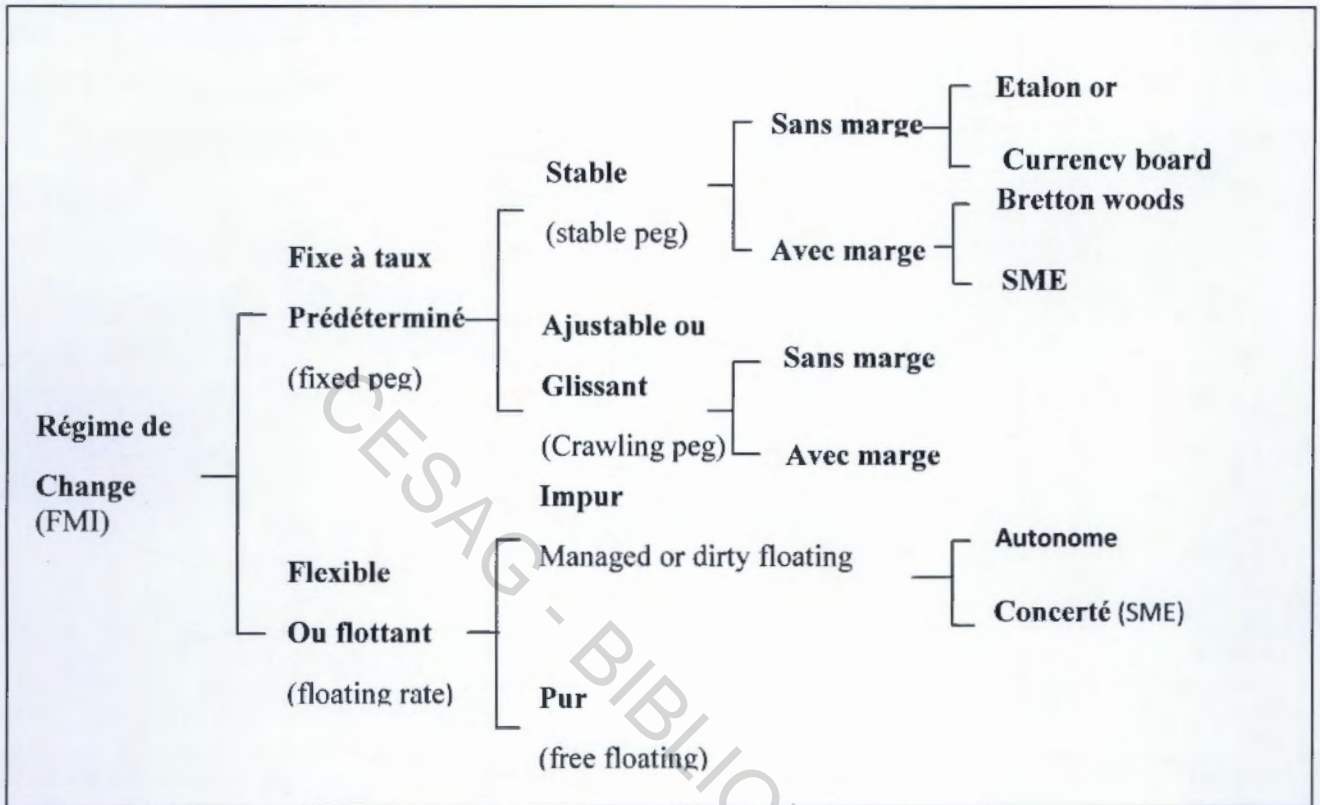 Régime de
Change
(FMI)
Fixe à taux
Prédéterminé
(fixed peg)
Stable
(stable peg)
Sans marge
Etalon or
Currency board
Avec marge
Bretton woods
SME
Ajustable ou
Glissant
(Crawling peg)
Sans marge
Avec marge
Flexible
Ou flottant
(floating rate)
Impur
Managed or dirty floating
Autonome
Concerté (SME)
Pur
(free floating)
CESAG - BIBLIO